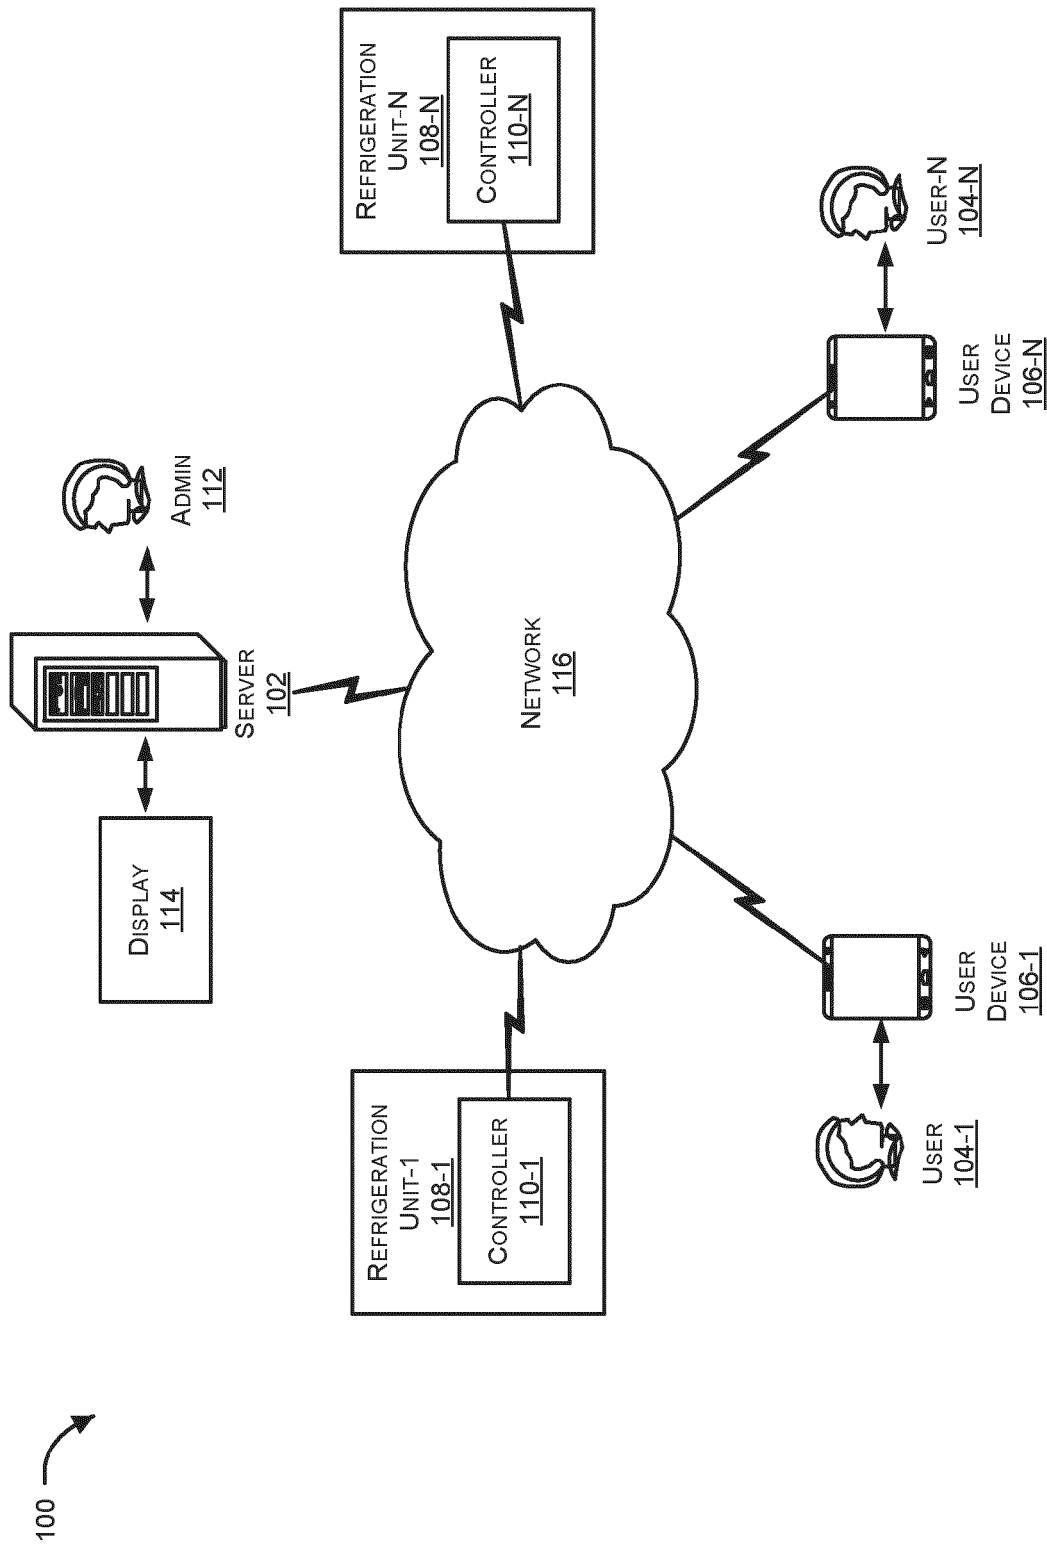 100
DISPLAY
114
SERVER
102
ADMIN
112
REFRIGERATION
UNIT-1
108-1
CONTROLLER
110-1
NETWORK
116
REFRIGERATION
UNIT-N
108-N
CONTROLLER
110-N
USER
104-1
USER
DEVICE
106-1
USER
DEVICE
106-N
USER-N
104-N